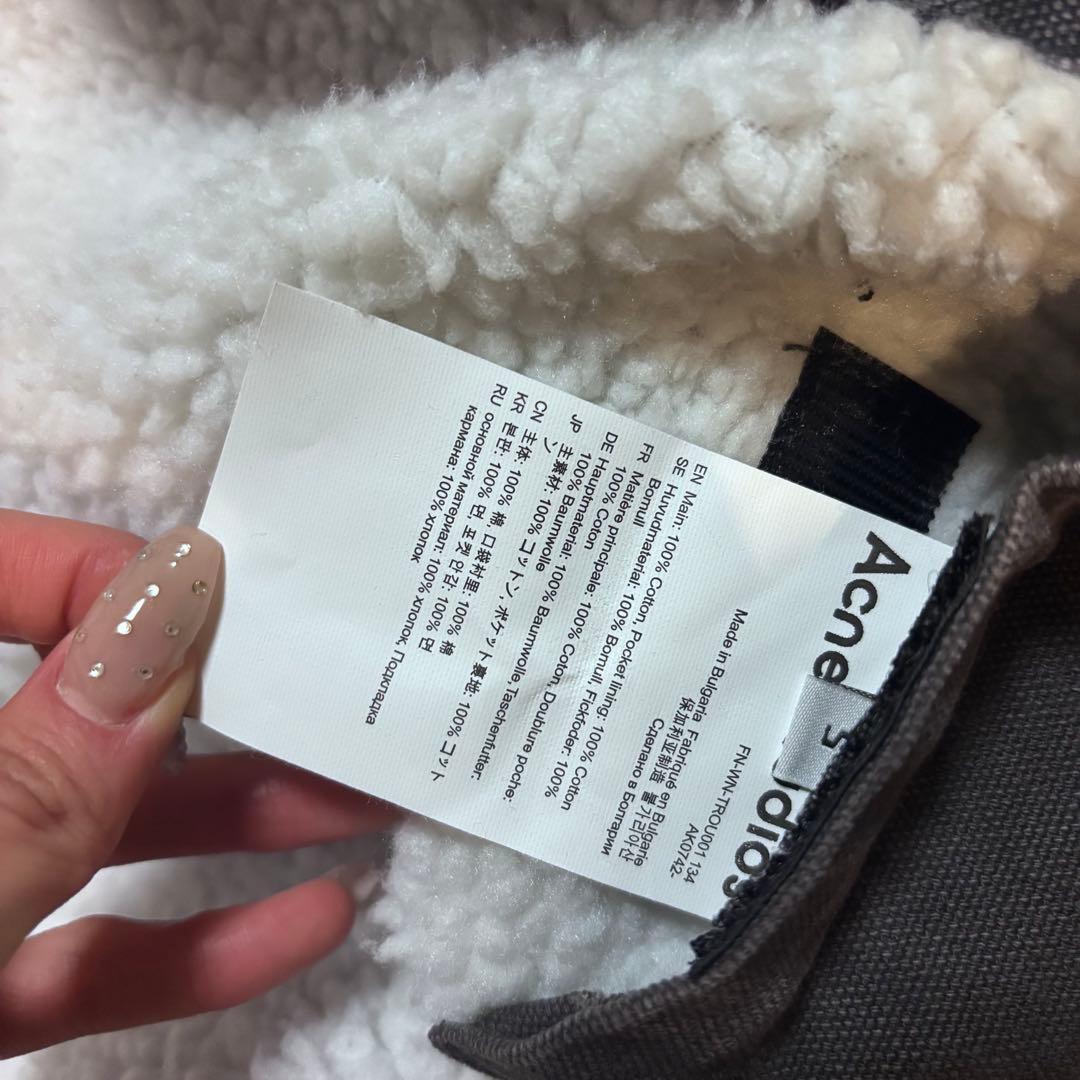 Acne
S
FN-WN-TROU001 134
AK0742-
Made in Bulgaria Fabriqué en Bulgarie
保加利亚制造 불가리아산
Сделано в Болгарии
EN Main: 100% Cotton, Pocket lining: 100% Cotton
SE Huvudmaterial: 100% Bomull, Fickfoder: 100%
Bomull
FR Matière principale: 100% Coton, Doublure poche:
100% Coton
DE Hauptmaterial: 100% Baumwolle, Taschenfutter:
100% Baumwolle
JP 主素材: 100% コットン, ポケット裏地: 100% コット
ン
CN 主体: 100% 棉, 口袋衬里: 100% 棉
KR 본판: 100% 면 포켓안감: 100% 면
RU основной материал: 100% хлопок, Подкладка
кармана: 100% хлопок